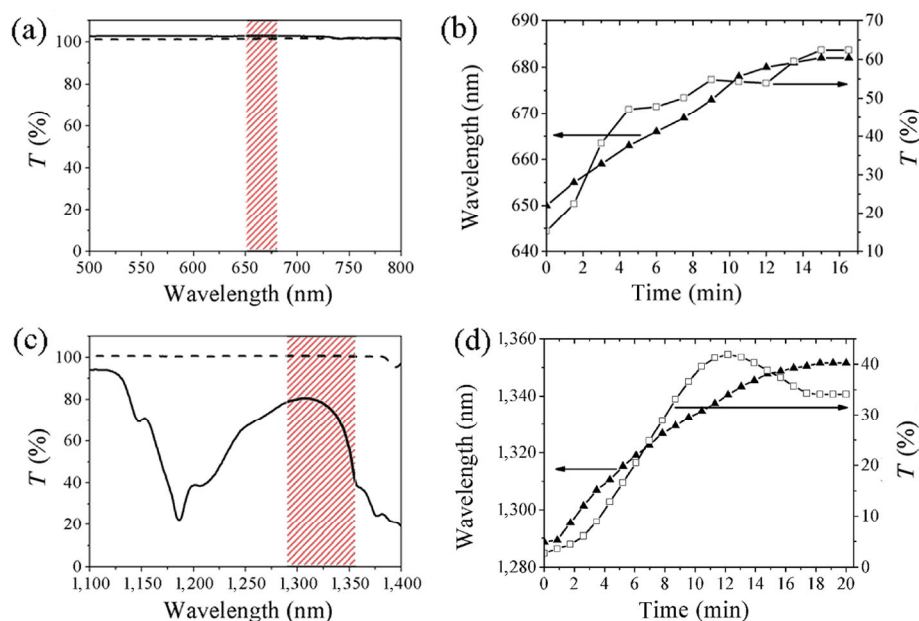 (a)
100
80
60
40
20
0
T (%)
500 550 600 650 700 750 800
Wavelength (nm)
(b)
690
680
670
660
650
640
Wavelength (nm)
70
60
50
40
30
20
10
T (%)
0 2 4 6 8 10 12 14 16
Time (min)
(c)
100
80
60
40
20
0
T (%)
1,100 1,150 1,200 1,250 1,300 1,350 1,400
Wavelength (nm)
(d)
1,360
1,340
1,320
1,300
1,280
Wavelength (nm)
40
30
20
10
0
T (%)
0 2 4 6 8 10 12 14 16 18 20
Time (min)